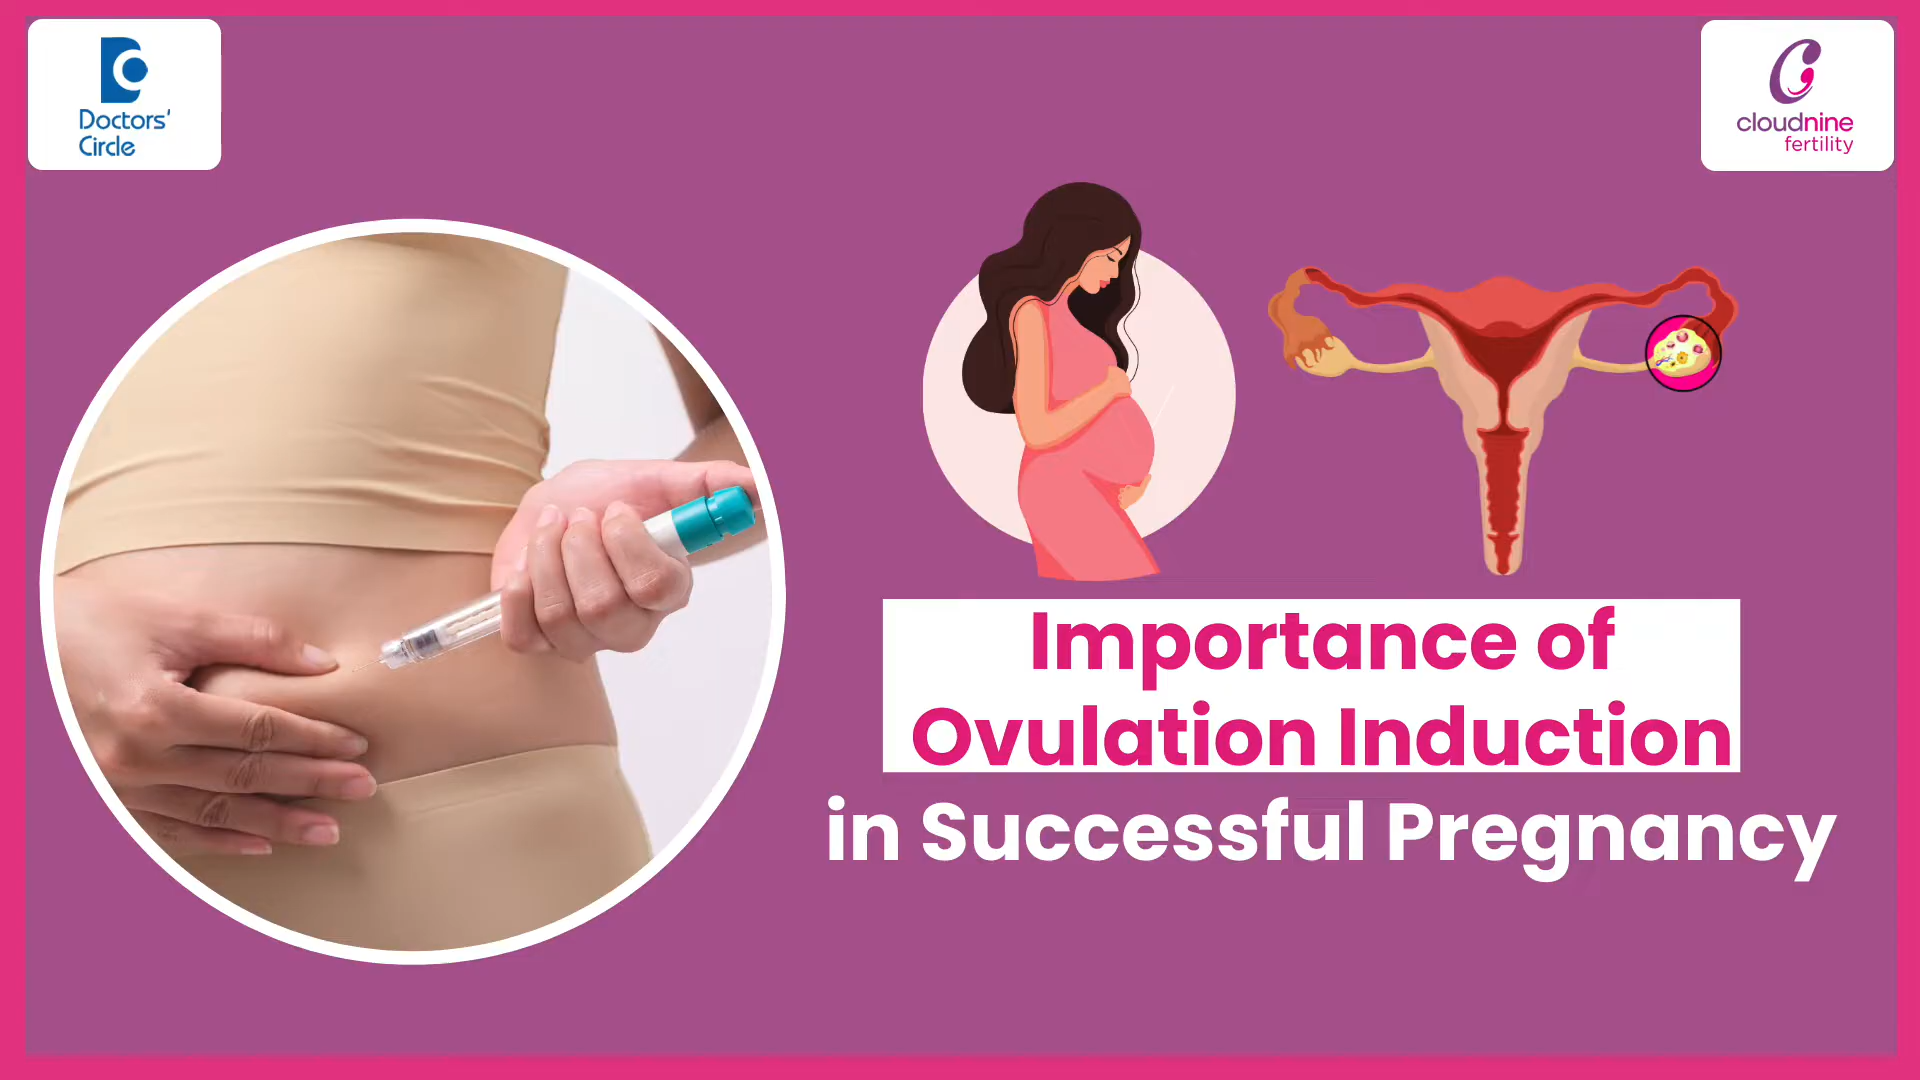 Doctors'
Circle
cloudnine
fertility
Importance of
Ovulation Induction
in Successful Pregnancy